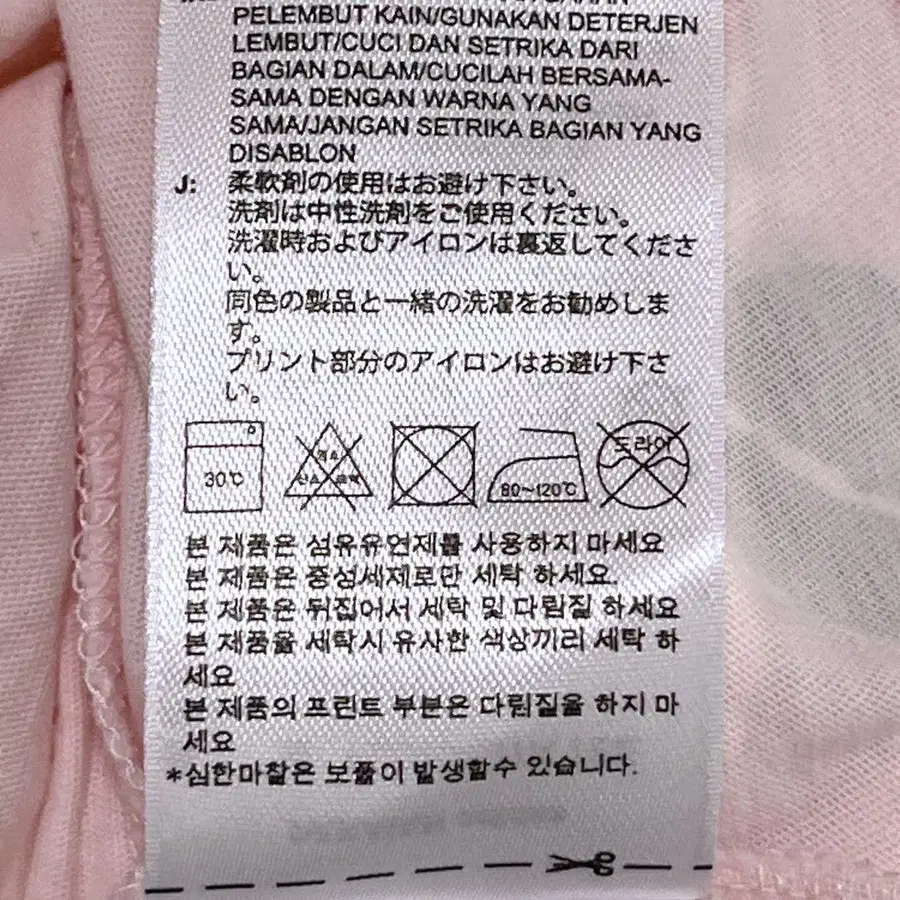 PELEMBUT KAIN/GUNAKAN DETERJEN
LEMBUT/CUCI DAN SETRIKA DARI
BAGIAN DALAM/CUCILAH BERSAMA-
SAMA DENGAN WARNA YANG
SAMA/JANGAN SETRIKA BAGIAN YANG
DISABLON
J: 柔軟剤の使用はお避け下さい。
洗剤は中性洗剤をご使用ください。
洗濯時およびアイロンは裏返してくださ
い。
同色の製品と一緒の洗濯をお勧めしま
す。
プリント部分のアイロンはお避け下さ
い。
30℃
80~120℃
드라이
본 제품은 섬유유연제를 사용하지 마세요
본 제품은 중성세제로만 세탁 하세요.
본 제품은 뒤집어서 세탁 및 다림질 하세요
본 제품을 세탁시 유사한 색상끼리 세탁 하
세요
본 제품의 프린트 부분은 다림질을 하지 마
세요
*심한마찰은 보풀이 발생할수 있습니다.